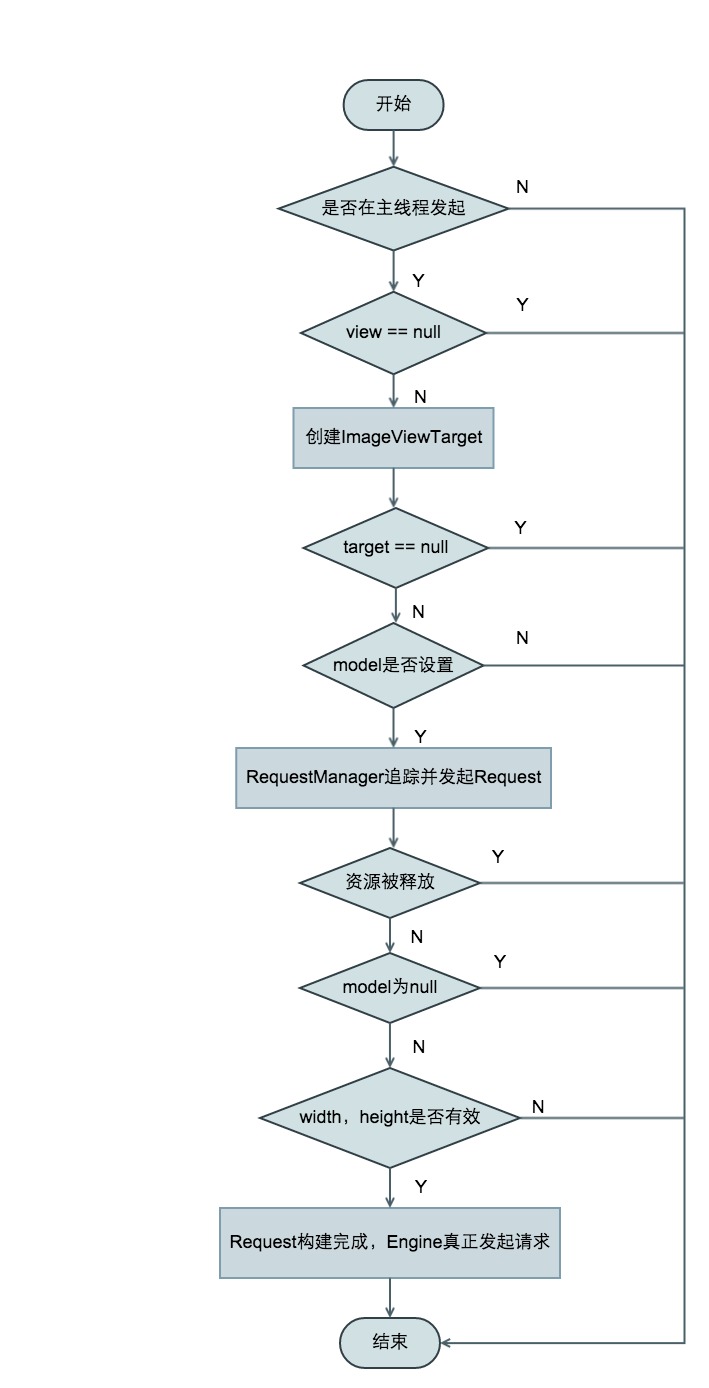 开始
是否在主线程发起
N
Y
view == null
Y
N
创建ImageViewTarget
target == null
Y
N
model是否设置
N
Y
RequestManager追踪并发起Request
资源被释放
Y
N
model为null
Y
N
width，height是否有效
N
Y
Request构建完成，Engine真正发起请求
结束